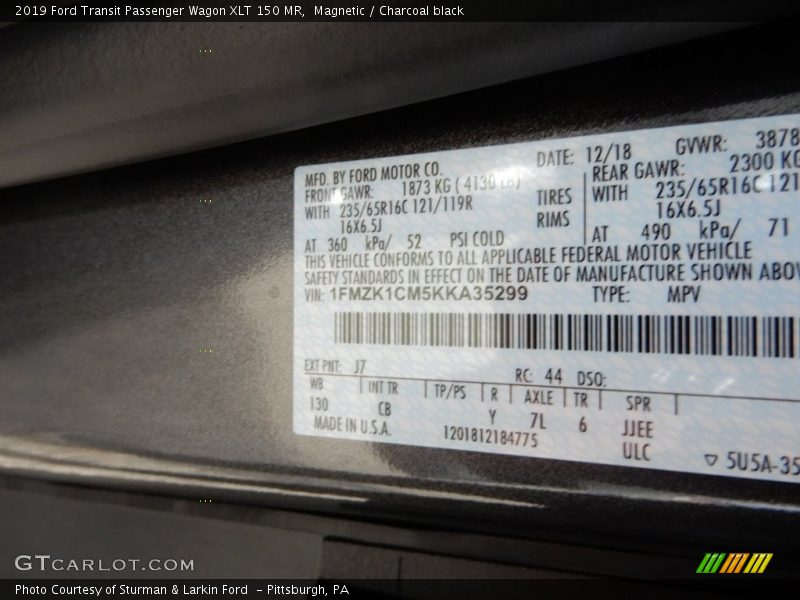 2019 Ford Transit Passenger Wagon XLT 150 MR, Magnetic / Charcoal black
MFD. BY FORD MOTOR CO. DATE: 12/18 GVWR: 3878
FRONT GAWR: 1873 KG ( 4130 LB) REAR GAWR: 2300 KG
WITH 235/65R16C 121/119R TIRES WITH 235/65R16C 121
16X6.5J RIMS 16X6.5J
AT 360 kPa/ 52 PSI COLD AT 490 kPa/ 71
THIS VEHICLE CONFORMS TO ALL APPLICABLE FEDERAL MOTOR VEHICLE
SAFETY STANDARDS IN EFFECT ON THE DATE OF MANUFACTURE SHOWN ABOV
VIN: 1FMZK1CM5KKA35299 TYPE: MPV
EXT PNT: J7 RC: 44 DSO:
WB INT TR TP/PS R AXLE TR SPR
130 CB Y 7L 6 JJEE
MADE IN U.S.A. 1201812184775 ULC
5U5A-35
GTCARLOT.COM
Photo Courtesy of Sturman & Larkin Ford - Pittsburgh, PA